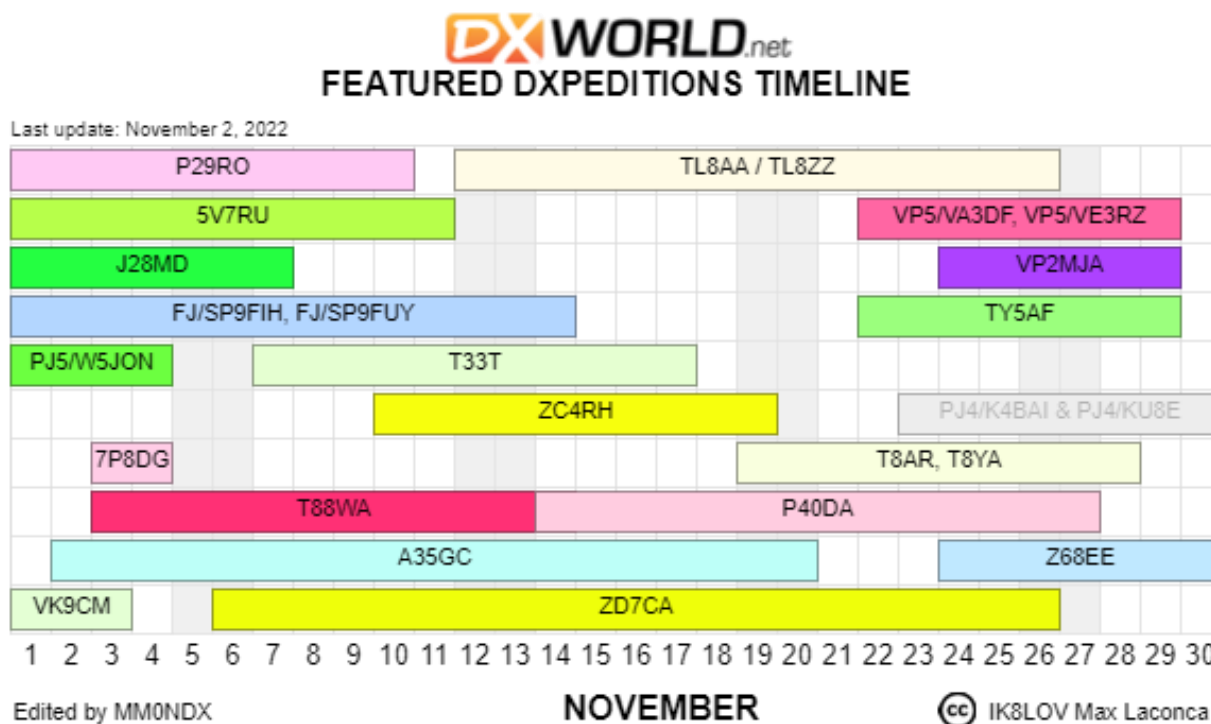 DX WORLD.net
FEATURED DXPEDITIONS TIMELINE
Last update: November 2, 2022
P29RO TL8AA / TL8ZZ
5V7RU VP5/VA3DF, VP5/VE3RZ
J28MD VP2MJA
FJ/SP9FIH, FJ/SP9FUY TY5AF
PJ5/W5JON T33T
ZC4RH PJ4/K4BAI & PJ4/KU8E
7P8DG T8AR, T8YA
T88WA P40DA
A35GC Z68EE
VK9CM ZD7CA
1 2 3 4 5 6 7 8 9 10 11 12 13 14 15 16 17 18 19 20 21 22 23 24 25 26 27 28 29 30
Edited by MM0NDX NOVEMBER cc IK8LOV Max Laconca